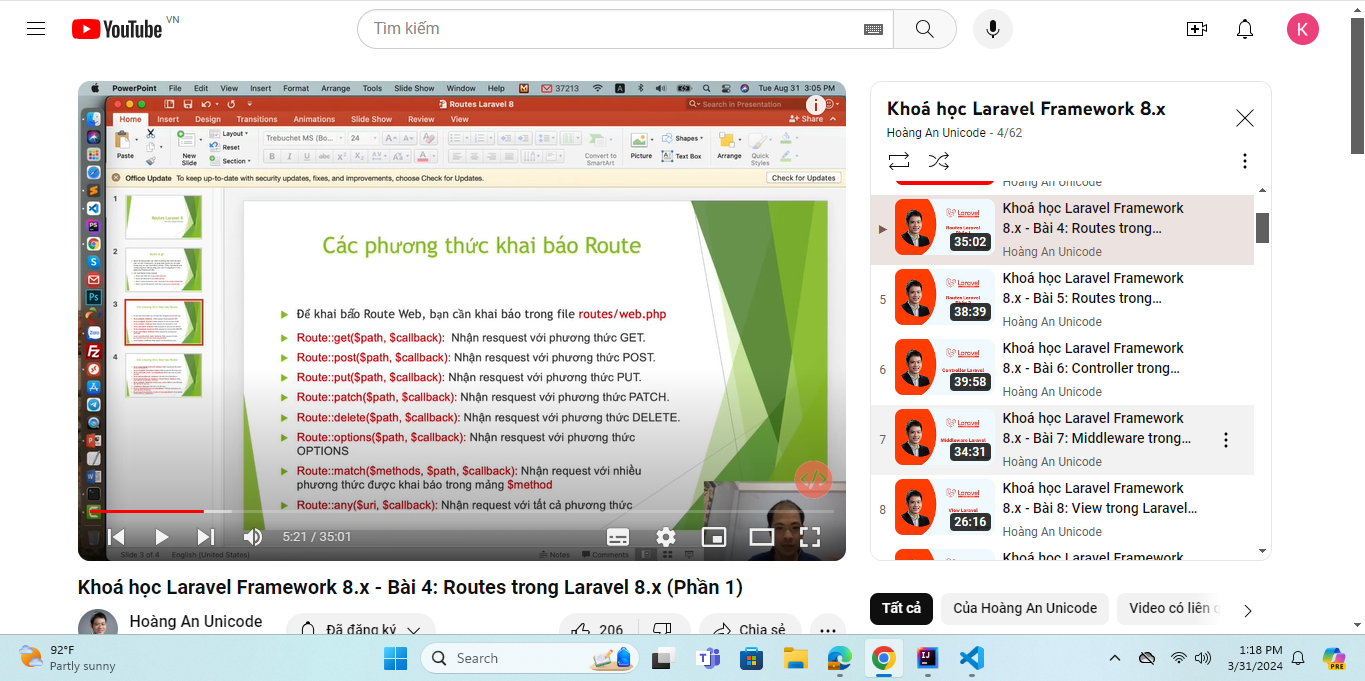 YouTube VN
Tìm kiếm
K
PowerPoint File Edit View Insert Format Arrange Tools Slide Show Window Help 37213 Tue Aug 31 3:05 PM
Routes Laravel 8
Search in Presentation
Home Insert Design Transitions Animations Slide Show Review View
Share
Paste
New
Slide
Layout
Reset
Section
Trebuchet MS (Bo...
24
Convert to
SmartArt
Picture
Shapes
Text Box
Arrange
Quick
Styles
Office Update To keep up-to-date with security updates, fixes, and improvements, choose Check for Updates.
Check for Updates
1
2
3
4
Các phương thức khai báo Route
Để khai bảo Route Web, bạn cần khai báo trong file routes/web.php
Route::get($path, $callback): Nhận resquest với phương thức GET.
Route::post($path, $callback): Nhận resquest với phương thức POST.
Route::put($path, $callback): Nhận resquest với phương thức PUT.
Route::patch($path, $callback): Nhận resquest với phương thức PATCH.
Route::delete($path, $callback): Nhận resquest với phương thức DELETE.
Route::options($path, $callback): Nhận resquest với phương thức
OPTIONS
Route::match($methods, $path, $callback): Nhận request với nhiều
phương thức được khai báo trong mảng $method
Route::any($uri, $callback): Nhận request với tất cả phương thức
5:21 / 35:01
Slide 3 of 4 English (United States)
Notes Comments
Khoá học Laravel Framework 8.x - Bài 4: Routes trong Laravel 8.x (Phần 1)
Hoàng An Unicode
Đã đăng ký
206
Chia sẻ
Khoá học Laravel Framework 8.x
Hoàng An Unicode - 4/62
Hoàng An Unicode
Laravel
35:02
Khoá học Laravel Framework
8.x - Bài 4: Routes trong…
Hoàng An Unicode
5
Laravel
38:39
Khoá học Laravel Framework
8.x - Bài 5: Routes trong…
Hoàng An Unicode
6
Laravel
Controller Laravel
39:58
Khoá học Laravel Framework
8.x - Bài 6: Controller trong…
Hoàng An Unicode
7
Laravel
Middleware Laravel
34:31
Khoá học Laravel Framework
8.x - Bài 7: Middleware trong…
Hoàng An Unicode
8
Laravel
View Laravel
26:16
Khoá học Laravel Framework
8.x - Bài 8: View trong Laravel…
Hoàng An Unicode
Khoá học Laravel Framework
Tất cả
Của Hoàng An Unicode
Video có liên q
92°F
Partly sunny
Search
1:18 PM
3/31/2024
PRE